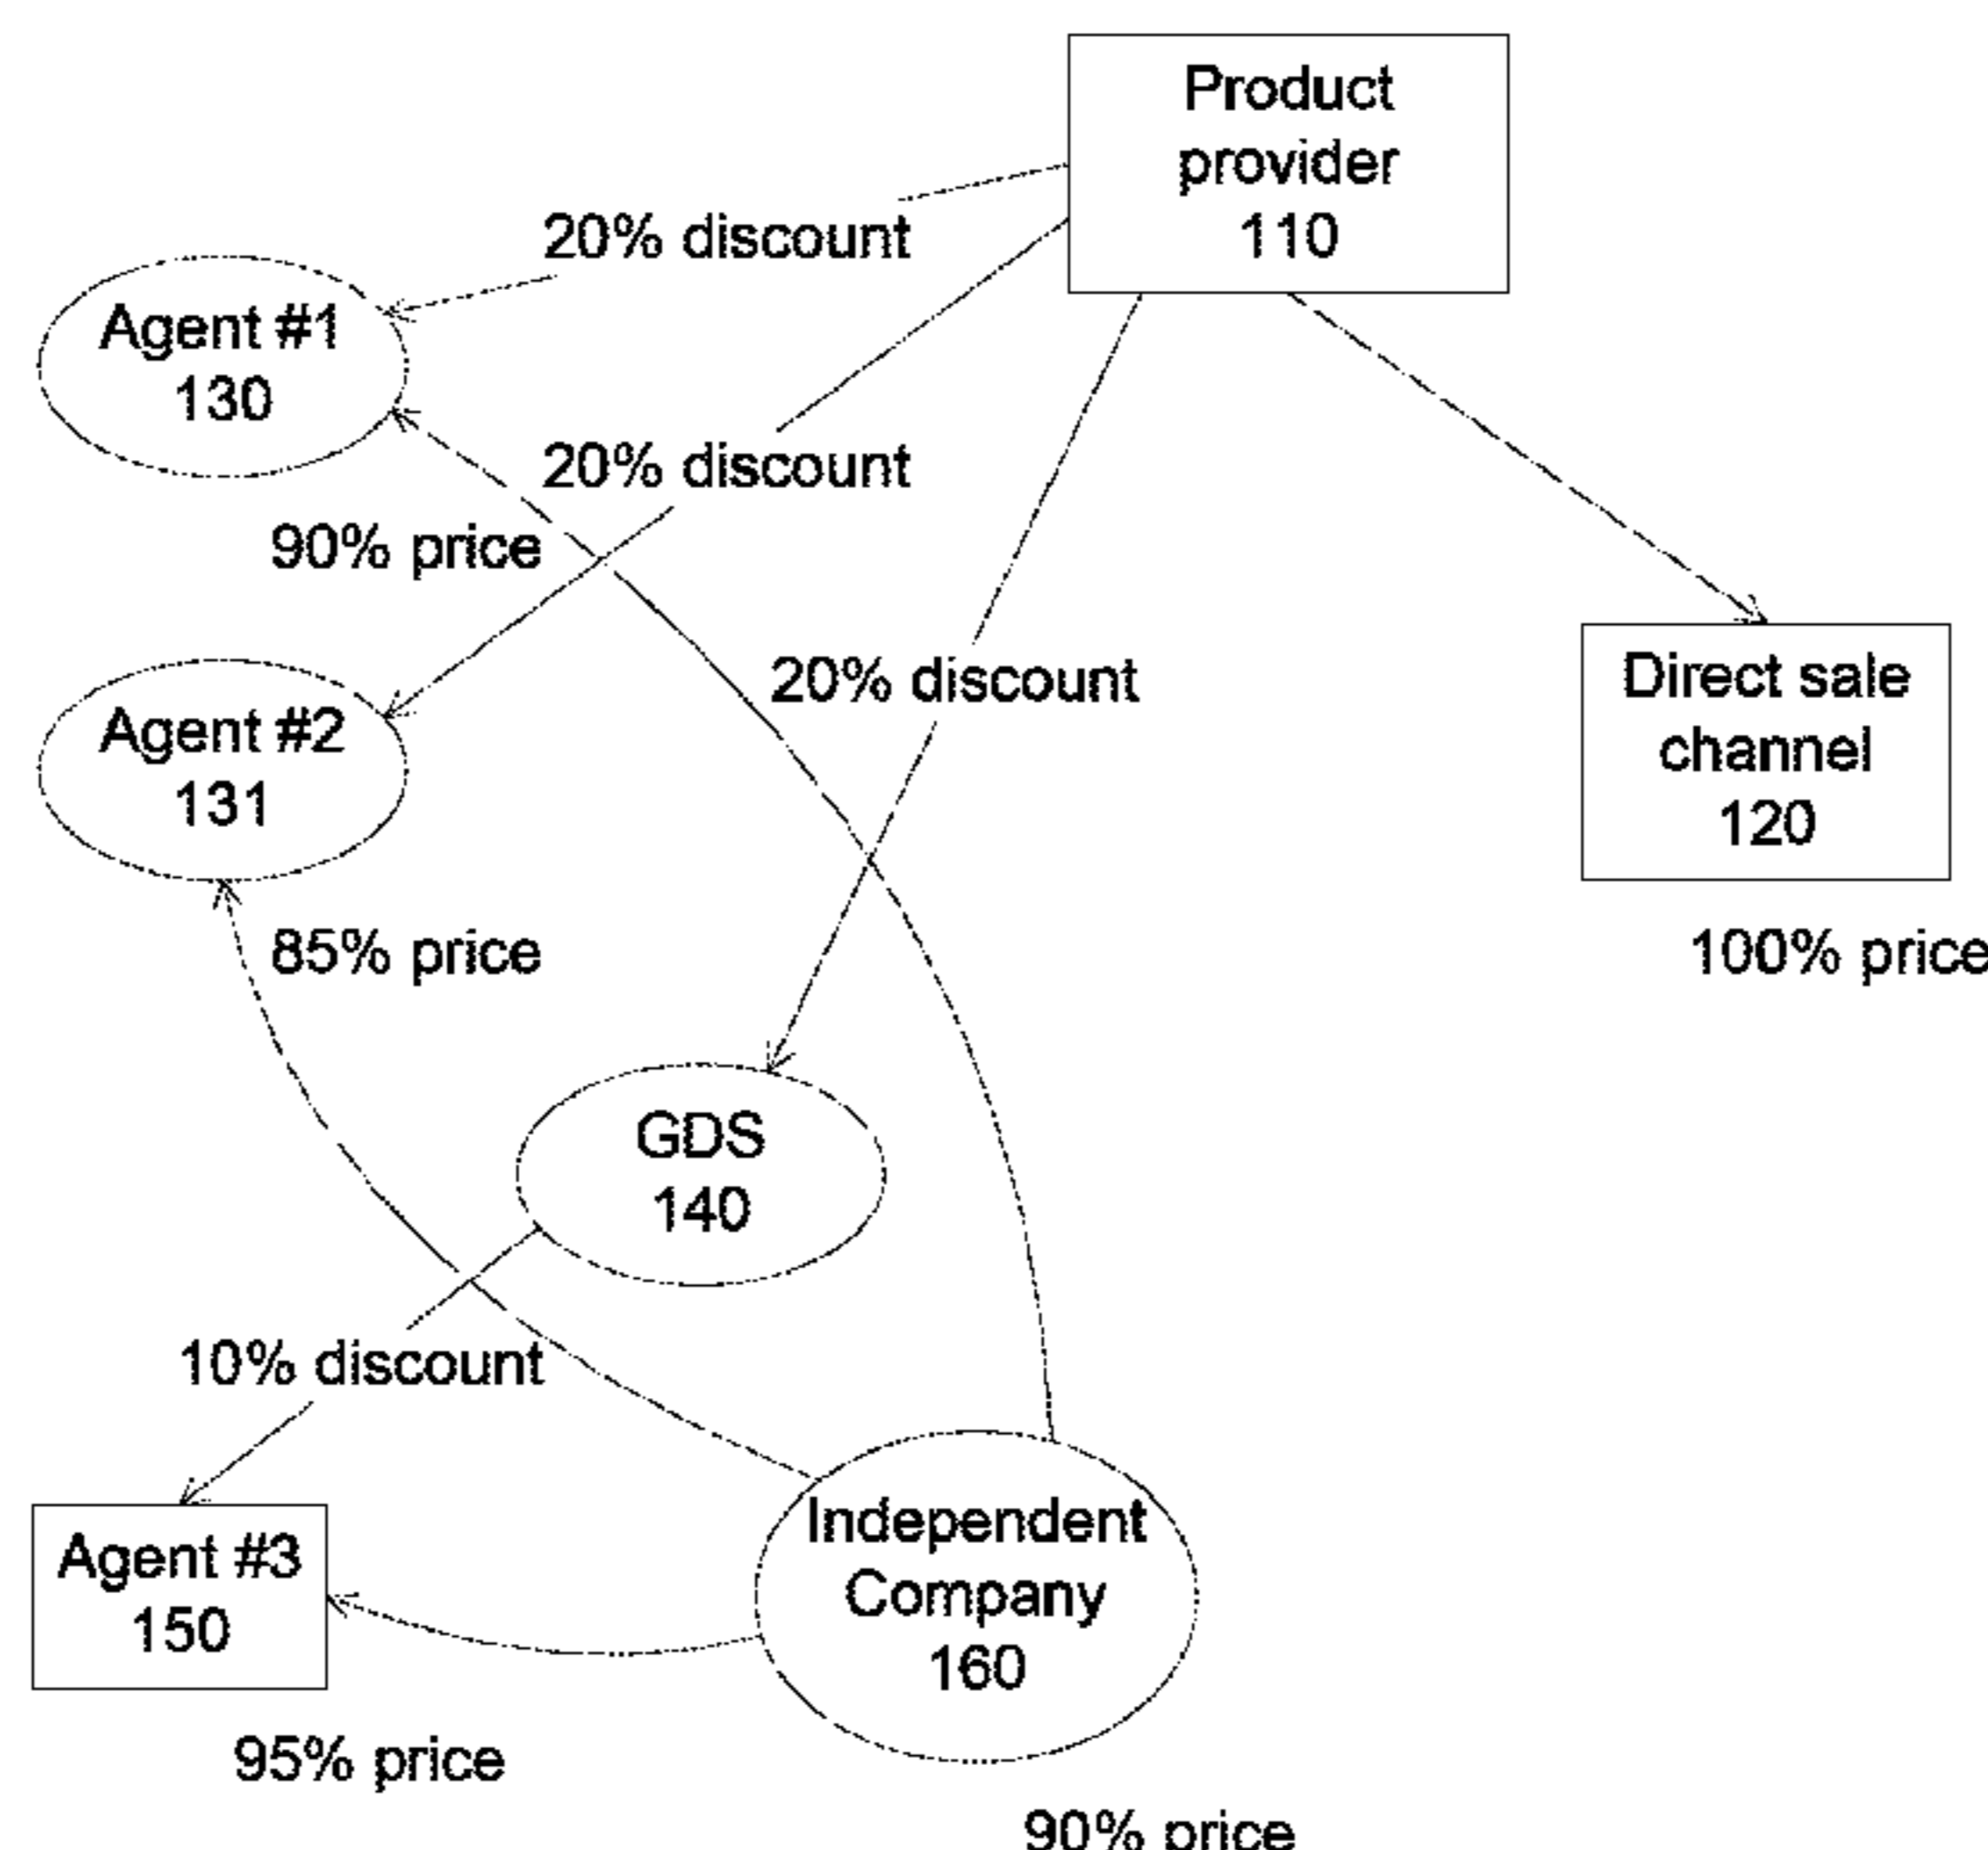 Product
provider
110
20% discount
Agent #1
130
20% discount
90% price
20% discount
Direct sale
channel
120
Agent #2
131
85% price
100% price
GDS
140
10% discount
Independent
Company
160
Agent #3
150
95% price
90% price